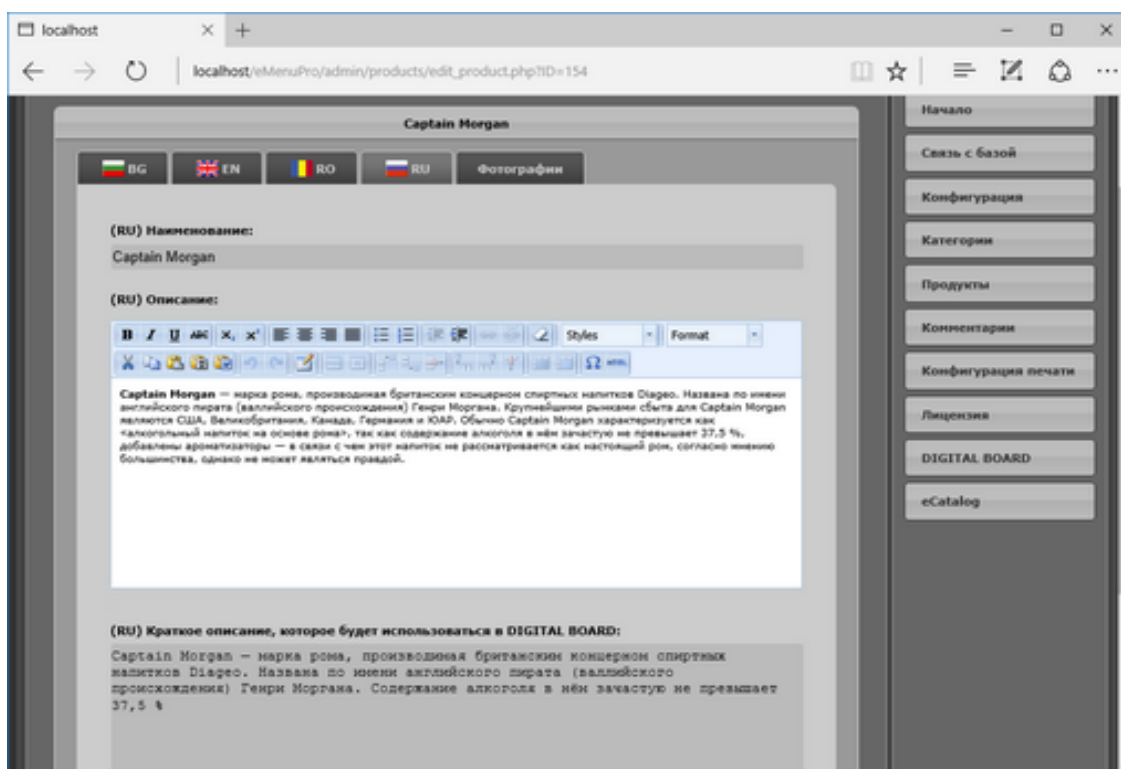 localhost
localhost/eMenuPro/admin/products/edit_product.php?ID=154
Captain Morgan
BG
EN
RO
RU
Фотографии
(RU) Наименование:
Captain Morgan
(RU) Описание:
B I U ABC X, x² Styles Format
Ω HTML
Captain Morgan — марка рома, производимая британским концерном спиртных напитков Diageo. Названа по имени
английского пирата (валлийского происхождения) Генри Моргана. Крупнейшими рынками сбыта для Captain Morgan
являются США, Великобритания, Канада, Германия и ЮАР. Обычно Captain Morgan характеризуется как
«алкогольный напиток на основе рома», так как содержание алкоголя в нём зачастую не превышает 37,5 %,
добавлены ароматизаторы — в связи с чем этот напиток не рассматривается как настоящий ром, согласно мнению
большинства, однако не может являться правдой.
(RU) Краткое описание, которое будет использоваться в DIGITAL BOARD:
Captain Morgan — марка рома, производимая британским концерном спиртных
напитков Diageo. Названа по имени английского пирата (валлийского
происхождения) Генри Моргана. Содержание алкоголя в нём зачастую не превышает
37,5 %
Начало
Связь с базой
Конфигурация
Категории
Продукты
Комментарии
Конфигурация печати
Лицензия
DIGITAL BOARD
eCatalog